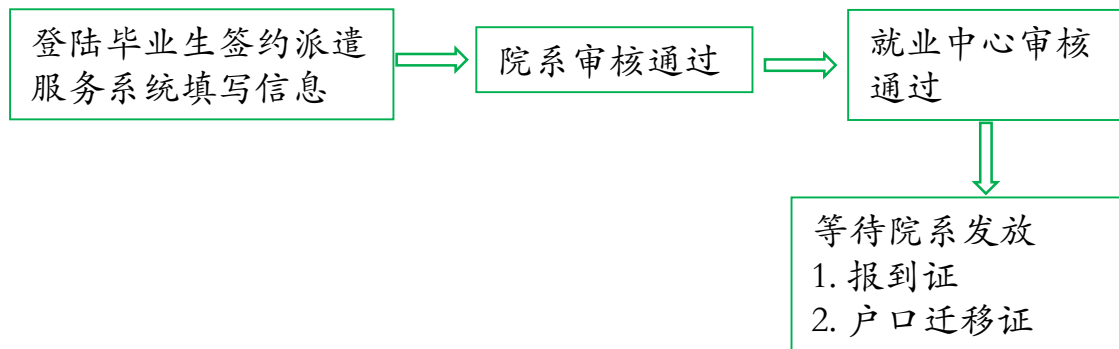 登陆毕业生签约派遣
服务系统填写信息
院系审核通过
就业中心审核
通过
等待院系发放
1. 报到证
2. 户口迁移证